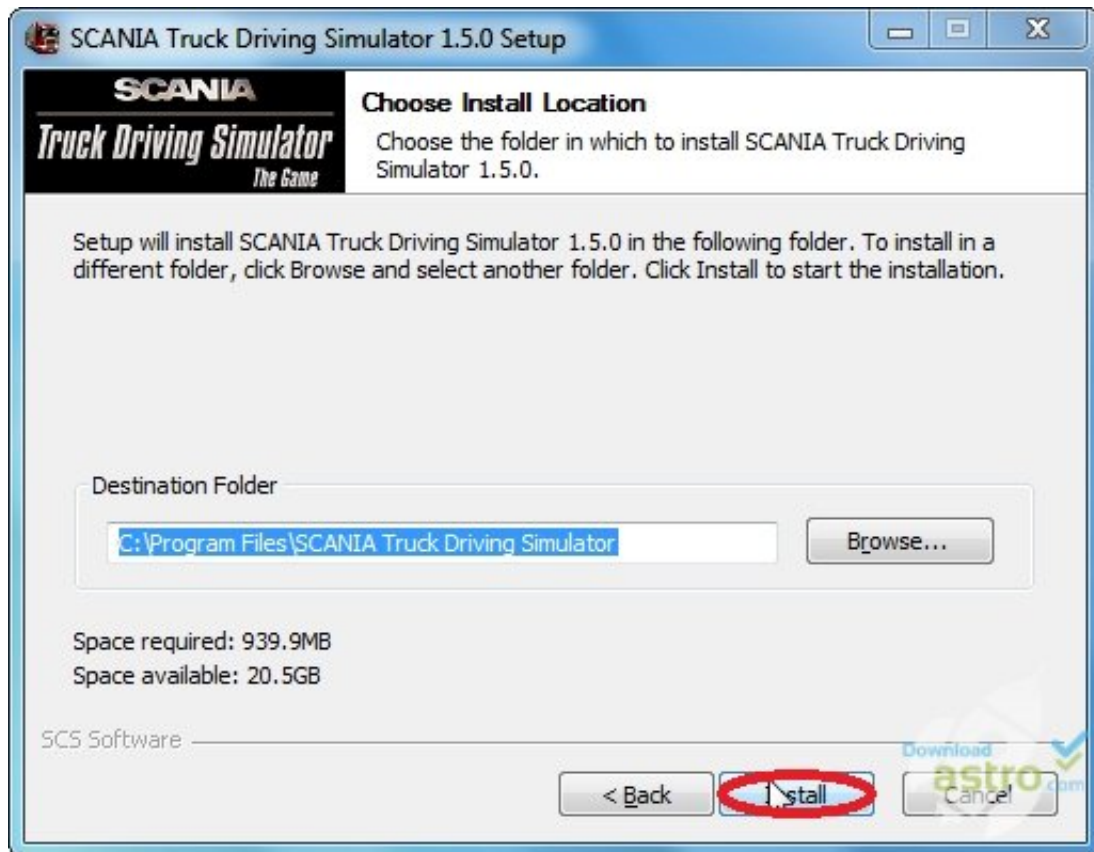 SCANIA Truck Driving Simulator 1.5.0 Setup
SCANIA
Truck Driving Simulator
The Game
Choose Install Location
Choose the folder in which to install SCANIA Truck Driving
Simulator 1.5.0.
Setup will install SCANIA Truck Driving Simulator 1.5.0 in the following folder. To install in a
different folder, click Browse and select another folder. Click Install to start the installation.
Destination Folder
C:\Program Files\SCANIA Truck Driving Simulator
Browse...
Space required: 939.9MB
Space available: 20.5GB
SCS Software
Download
astro.com
< Back
Install
Cancel